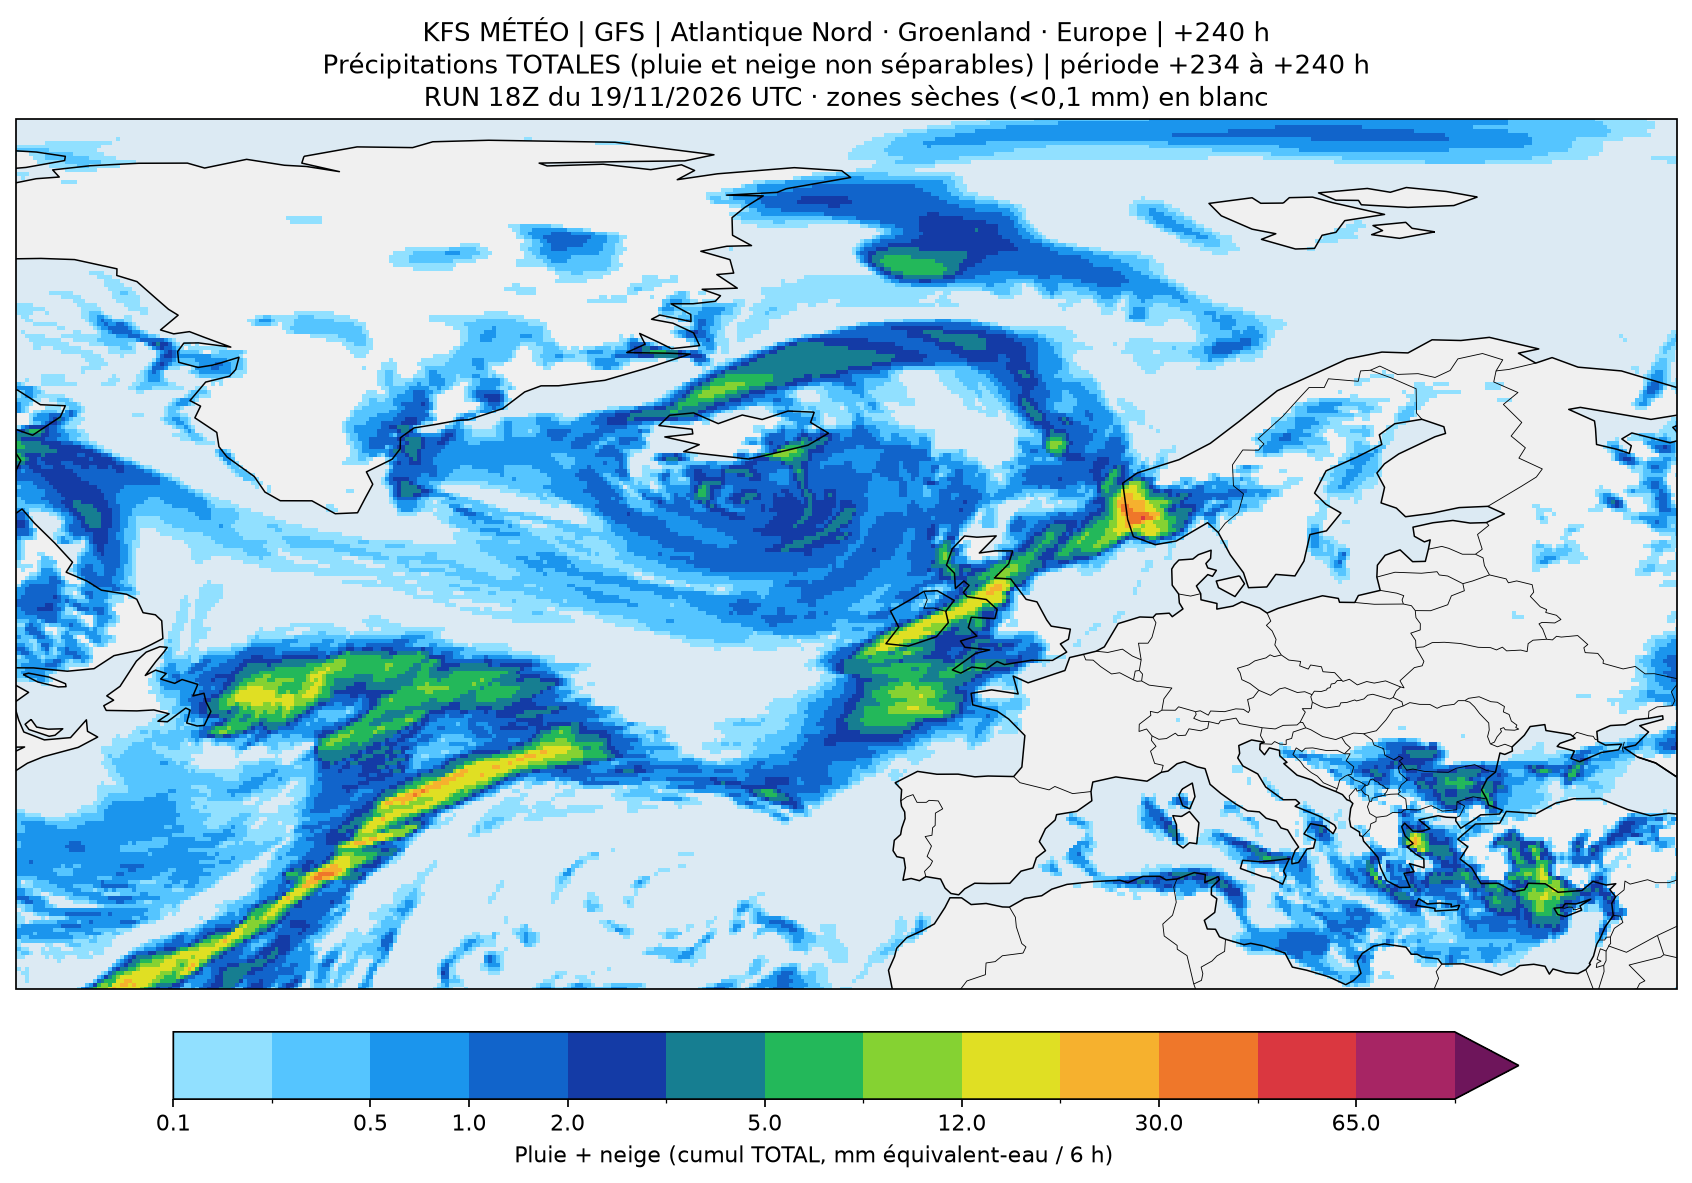 KFS MÉTÉO | GFS | Atlantique Nord · Groenland · Europe | +240 h
Précipitations TOTALES (pluie et neige non séparables) | période +234 à +240 h
RUN 18Z du 19/11/2026 UTC · zones sèches (<0,1 mm) en blanc
0.1 0.5 1.0 2.0 5.0 12.0 30.0 65.0
Pluie + neige (cumul TOTAL, mm équivalent-eau / 6 h)